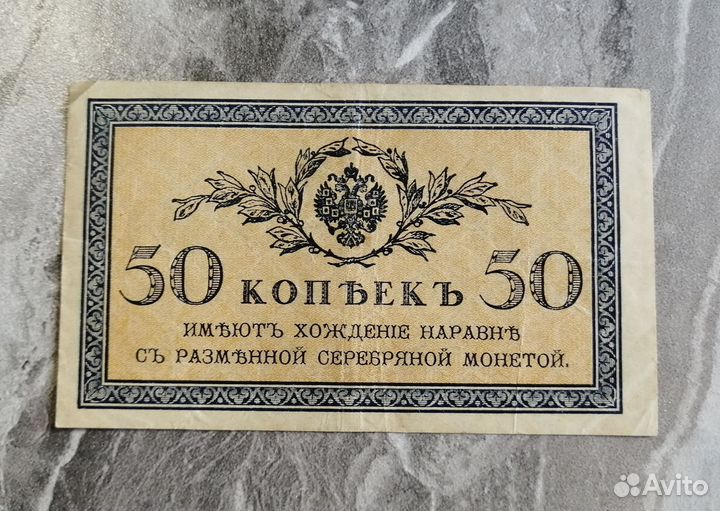 50 КОПѢЕКЪ 50
ИМѢЮТЪ ХОЖДЕНІЕ НАРАВНѢ
СЪ РАЗМѢННОЙ СЕРЕБРЯНОЙ МОНЕТОЙ.
Avito